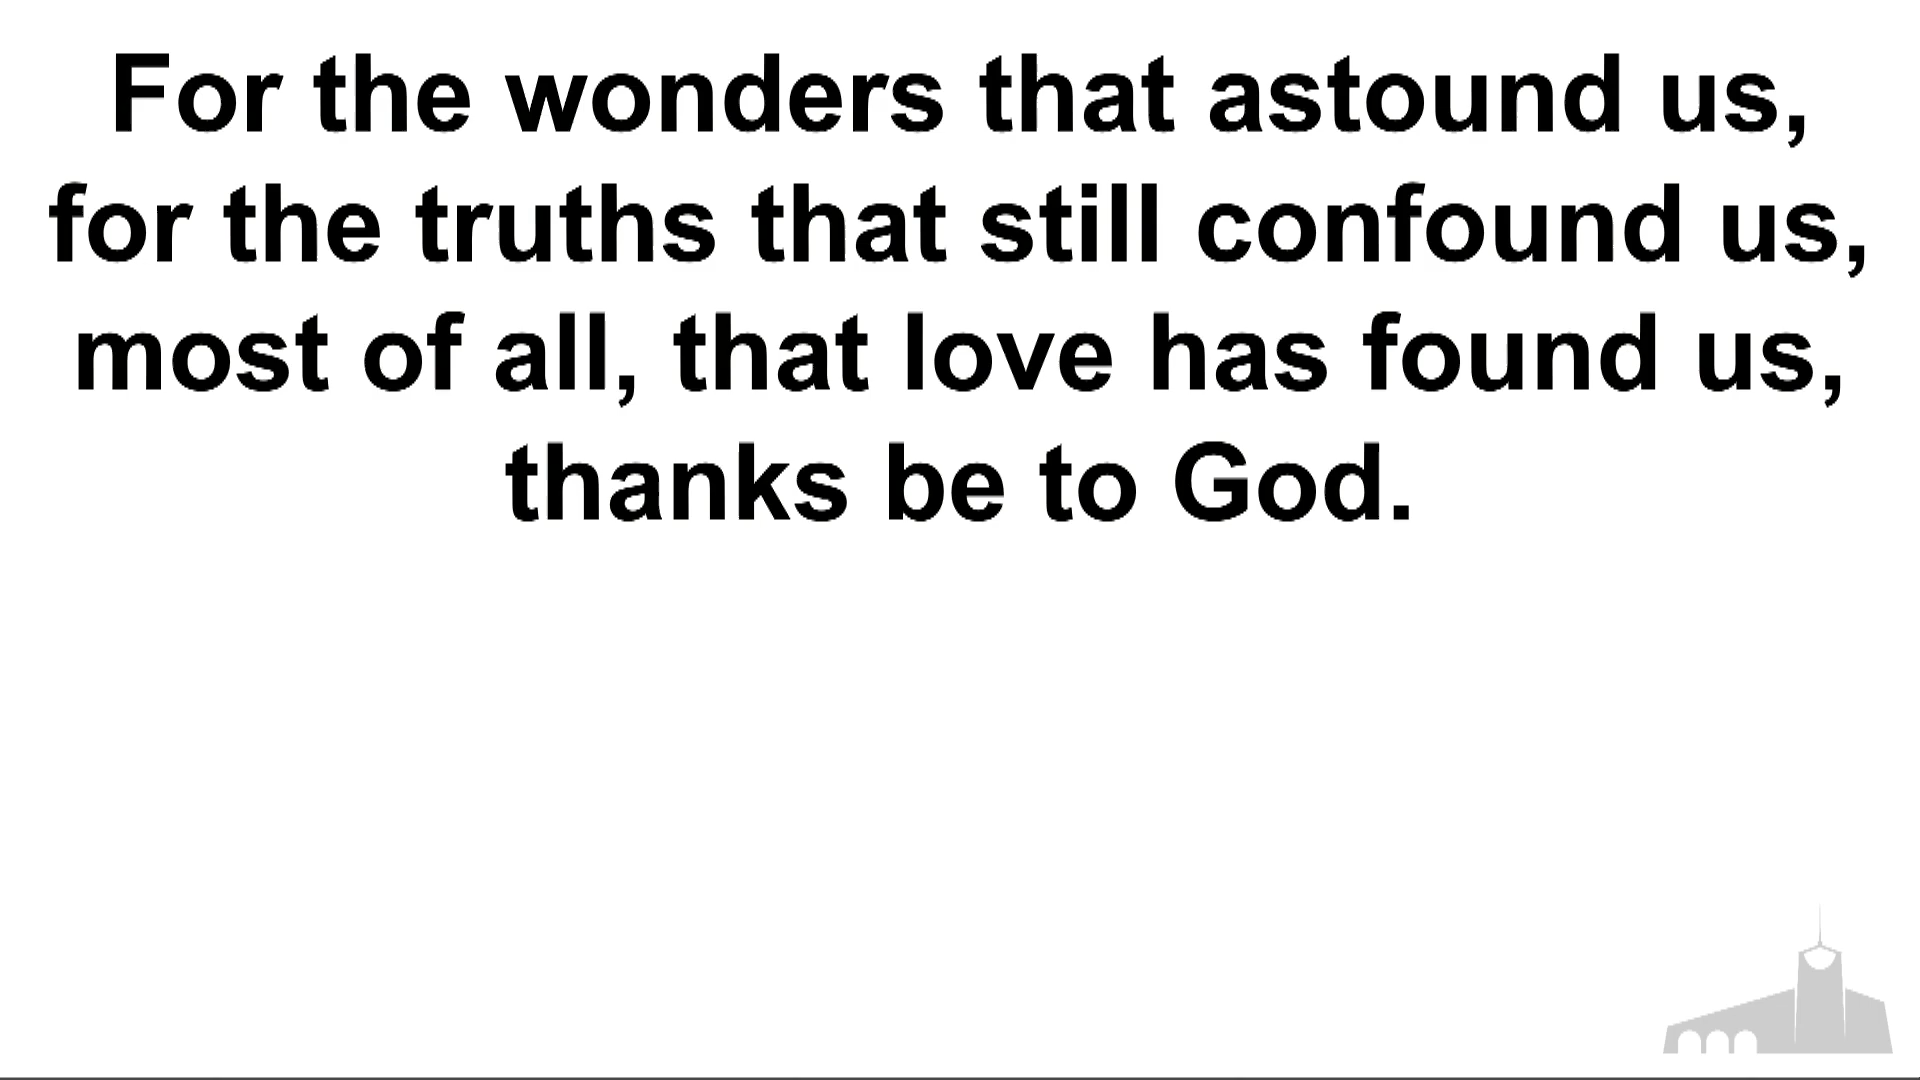 For the wonders that astound us,
for the truths that still confound us,
most of all, that love has found us,
thanks be to God.